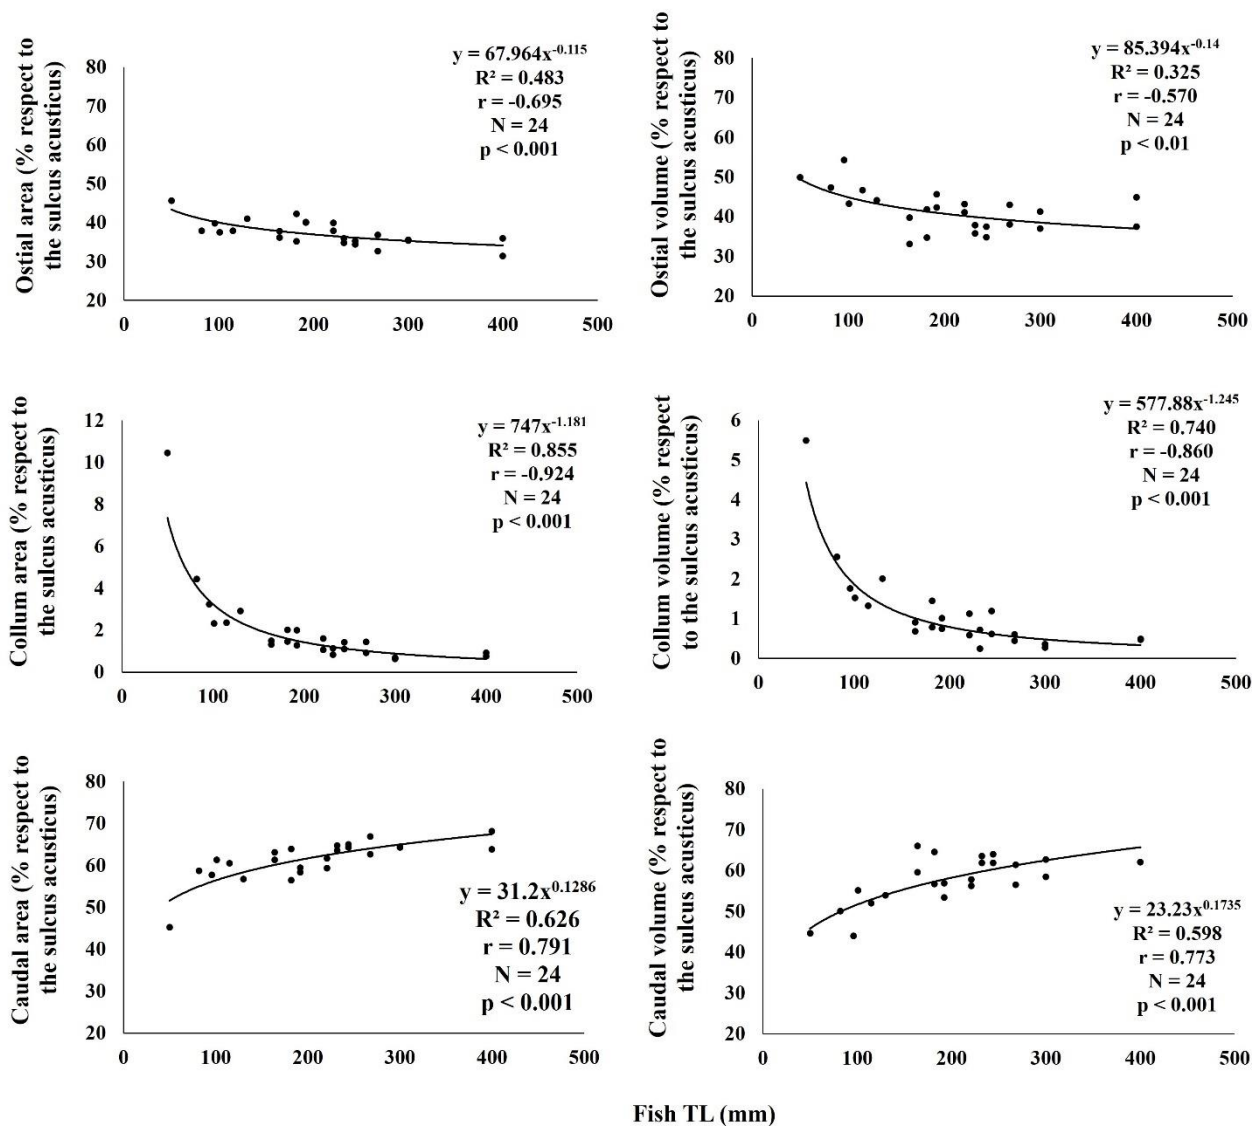 Ostial area (% respect to
the sulcus acusticus)
80
70
60
50
40
30
20
0
100
200
300
400
500
y = 67.964x^-0.115
R² = 0.483
r = -0.695
N = 24
p < 0.001
Ostial volume (% respect to
the sulcus acusticus)
80
70
60
50
40
30
20
0
100
200
300
400
500
y = 85.394x^-0.14
R² = 0.325
r = -0.570
N = 24
p < 0.01
Collum area (% respect to
the sulcus acusticus)
12
10
8
6
4
2
0
0
100
200
300
400
500
y = 747x^-1.181
R² = 0.855
r = -0.924
N = 24
p < 0.001
Collum volume (% respect
to the sulcus acusticus)
6
5
4
3
2
1
0
0
100
200
300
400
500
y = 577.88x^-1.245
R² = 0.740
r = -0.860
N = 24
p < 0.001
Caudal area (% respect to
the sulcus acusticus)
80
70
60
50
40
30
20
0
100
200
300
400
500
y = 31.2x^0.1286
R² = 0.626
r = 0.791
N = 24
p < 0.001
Caudal volume (% respect to
the sulcus acusticus)
80
70
60
50
40
30
20
0
100
200
300
400
500
y = 23.23x^0.1735
R² = 0.598
r = 0.773
N = 24
p < 0.001
Fish TL (mm)